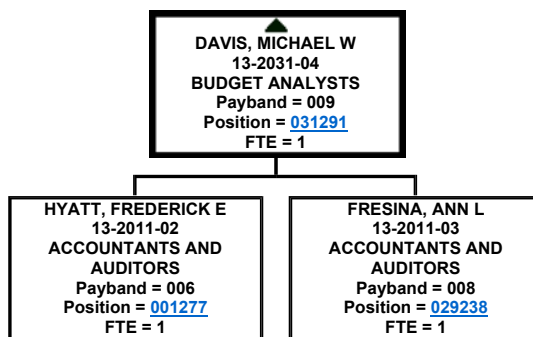 DAVIS, MICHAEL W
13-2031-04
BUDGET ANALYSTS
Payband = 009
Position = 031291
FTE = 1
HYATT, FREDERICK E
13-2011-02
ACCOUNTANTS AND
AUDITORS
Payband = 006
Position = 001277
FTE = 1
FRESINA, ANN L
13-2011-03
ACCOUNTANTS AND
AUDITORS
Payband = 008
Position = 029238
FTE = 1